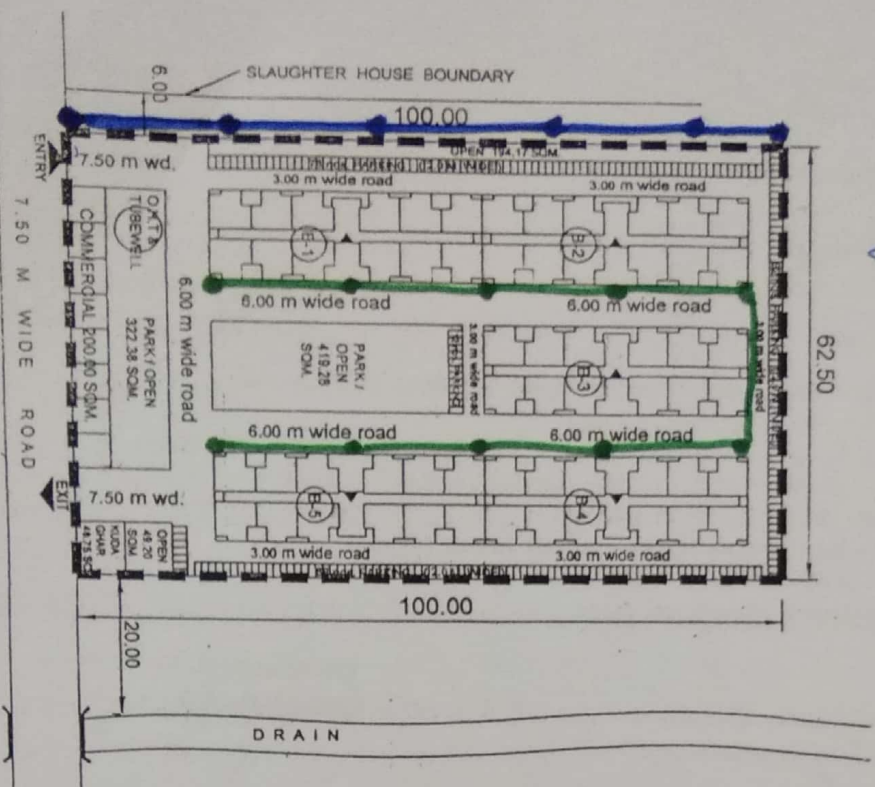 SLAUGHTER HOUSE BOUNDARY
6.00
100.00
ENTRY
7.50 m wd.
OPEN 194.17 SQM.
3.00 m wide road
3.00 m wide road
O.H.T &
TUBEWELL
B-1
B-2
COMMERCIAL 200.00 SQM.
PARK / OPEN
322.38 SQM.
6.00 m wide road
6.00 m wide road
6.00 m wide road
7.50 M WIDE ROAD
PARK /
OPEN
419.28
SQM.
3.00 m wide road
B-3
3.00 m wide road
62.50
6.00 m wide road
6.00 m wide road
EXIT
7.50 m wd.
B-5
B-4
OPEN
49.20
SQM.
KUDA
GHAR
3.00 m wide road
3.00 m wide road
100.00
20.00
DRAIN